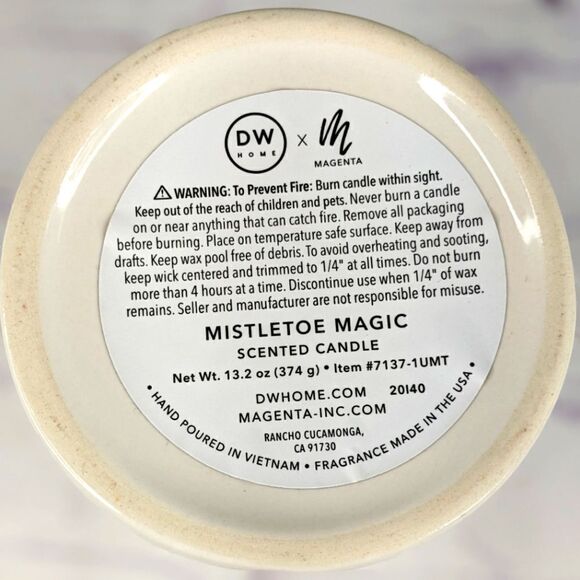 DW
HOME
x
M
MAGENTA
⚠ WARNING: To Prevent Fire: Burn candle within sight.
Keep out of the reach of children and pets. Never burn a candle
on or near anything that can catch fire. Remove all packaging
before burning. Place on temperature safe surface. Keep away from
drafts. Keep wax pool free of debris. To avoid overheating and sooting,
keep wick centered and trimmed to 1/4" at all times. Do not burn
more than 4 hours at a time. Discontinue use when 1/4" of wax
remains. Seller and manufacturer are not responsible for misuse.
MISTLETOE MAGIC
SCENTED CANDLE
Net Wt. 13.2 oz (374 g) • Item #7137-1UMT
DWHOME.COM 20I40
MAGENTA-INC.COM
RANCHO CUCAMONGA,
CA 91730
• HAND POURED IN VIETNAM • FRAGRANCE MADE IN THE USA •